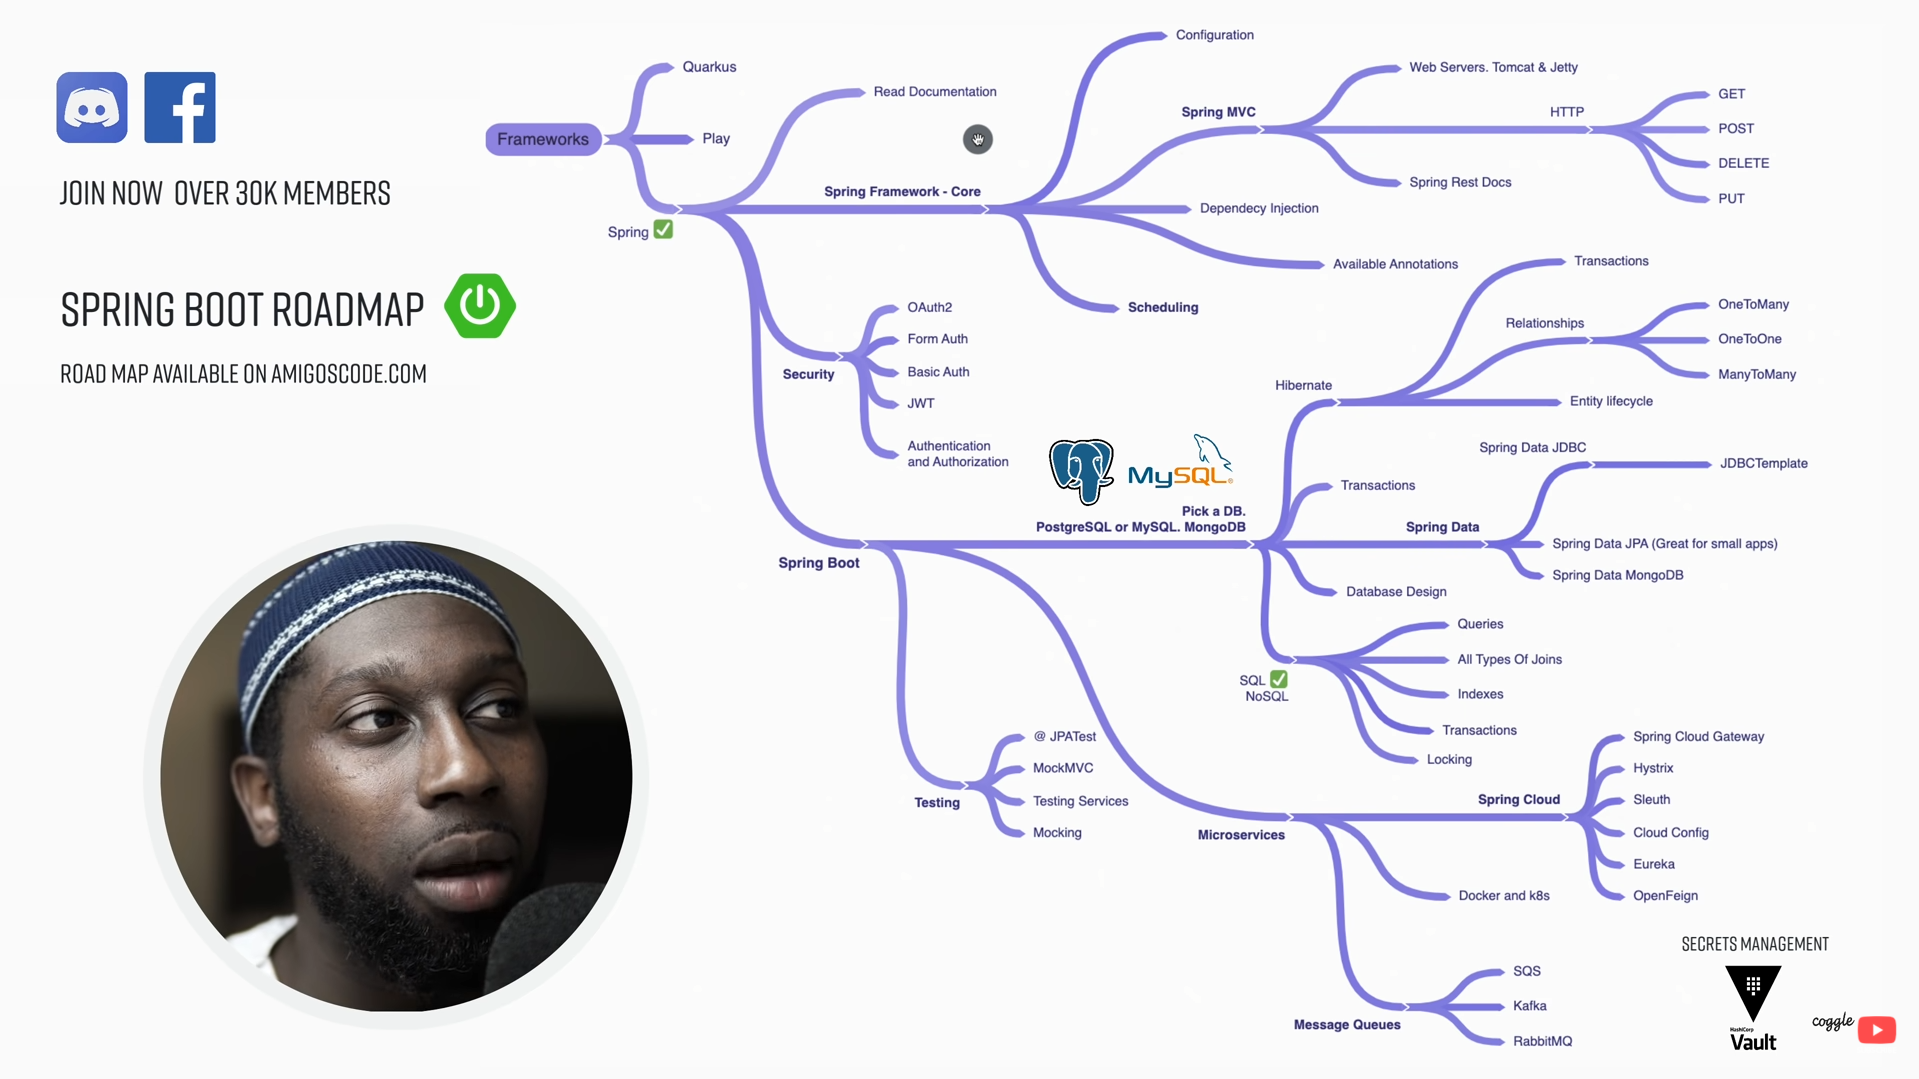 JOIN NOW OVER 30K MEMBERS
SPRING BOOT ROADMAP
ROAD MAP AVAILABLE ON AMIGOSCODE.COM
Frameworks
Quarkus
Play
Spring
Read Documentation
Spring Framework - Core
Configuration
Spring MVC
Web Servers. Tomcat & Jetty
HTTP
GET
POST
DELETE
PUT
Spring Rest Docs
Dependecy Injection
Available Annotations
Scheduling
Security
OAuth2
Form Auth
Basic Auth
JWT
Authentication
and Authorization
Spring Boot
MySQL®
Pick a DB.
PostgreSQL or MySQL. MongoDB
Hibernate
Transactions
Relationships
OneToMany
OneToOne
ManyToMany
Entity lifecycle
Transactions
Spring Data
Spring Data JDBC
JDBCTemplate
Spring Data JPA (Great for small apps)
Spring Data MongoDB
Database Design
SQL
NoSQL
Queries
All Types Of Joins
Indexes
Transactions
Locking
Testing
@ JPATest
MockMVC
Testing Services
Mocking
Microservices
Spring Cloud
Spring Cloud Gateway
Hystrix
Sleuth
Cloud Config
Eureka
OpenFeign
Docker and k8s
Message Queues
SQS
Kafka
RabbitMQ
SECRETS MANAGEMENT
HashiCorp
Vault
coggle